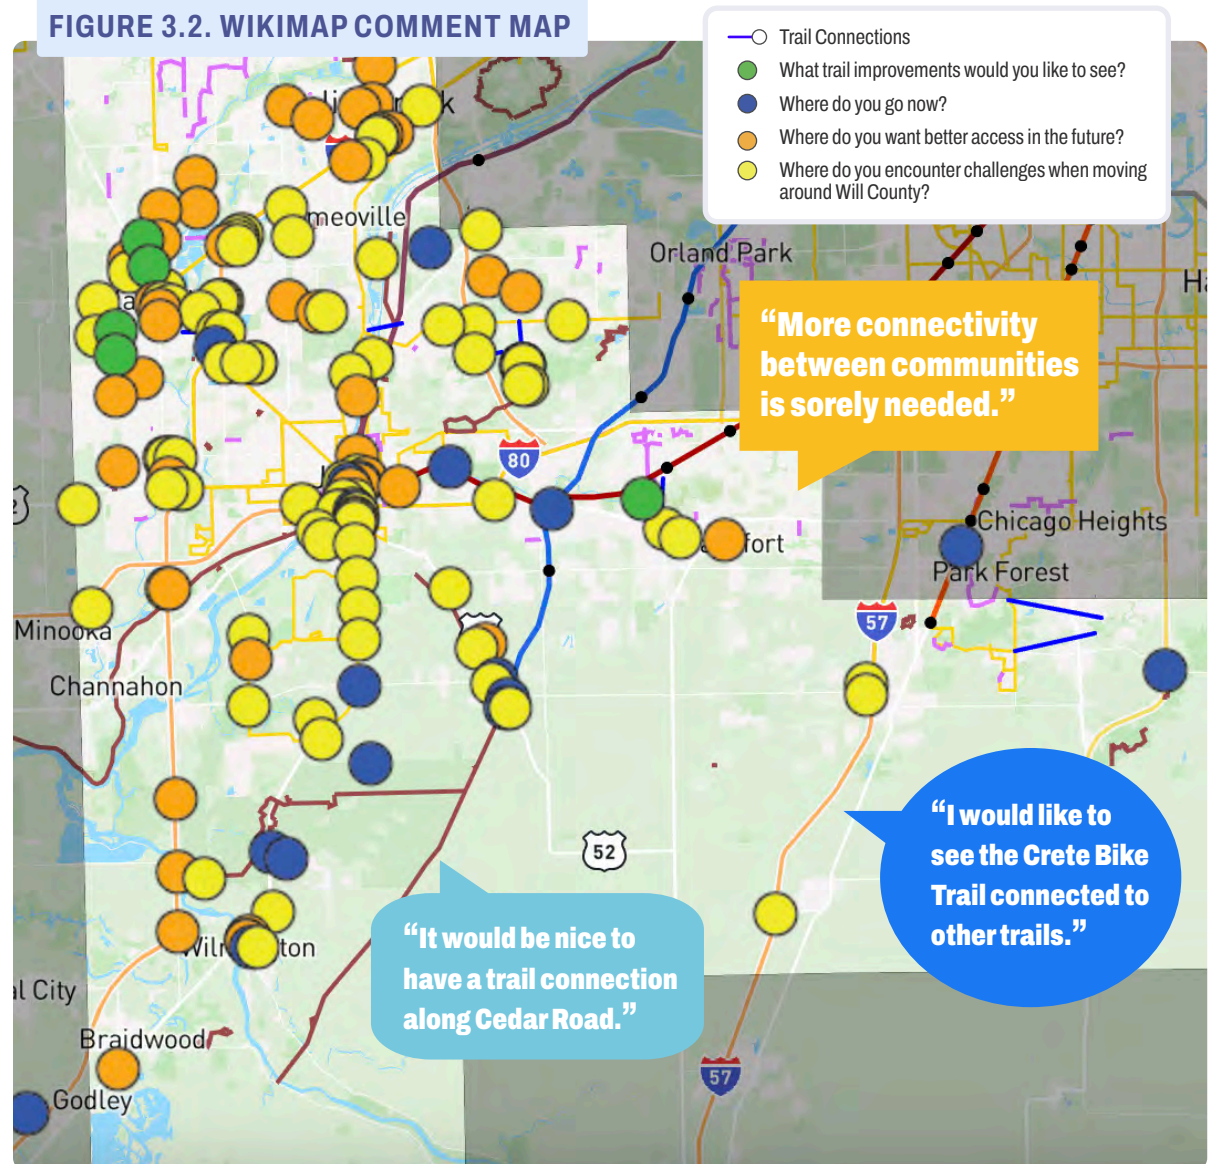 FIGURE 3.2. WIKIMAP COMMENT MAP
Trail Connections
What trail improvements would you like to see?
Where do you go now?
Where do you want better access in the future?
Where do you encounter challenges when moving
around Will County?
meoville
Orland Park
“More connectivity
between communities
is sorely needed.”
80
Chicago Heights
fort
Park Forest
57
Minooka
Channahon
“I would like to
see the Crete Bike
Trail connected to
other trails.”
52
“It would be nice to
have a trail connection
along Cedar Road.”
Wilm ton
al City
Braidwood
57
Godley